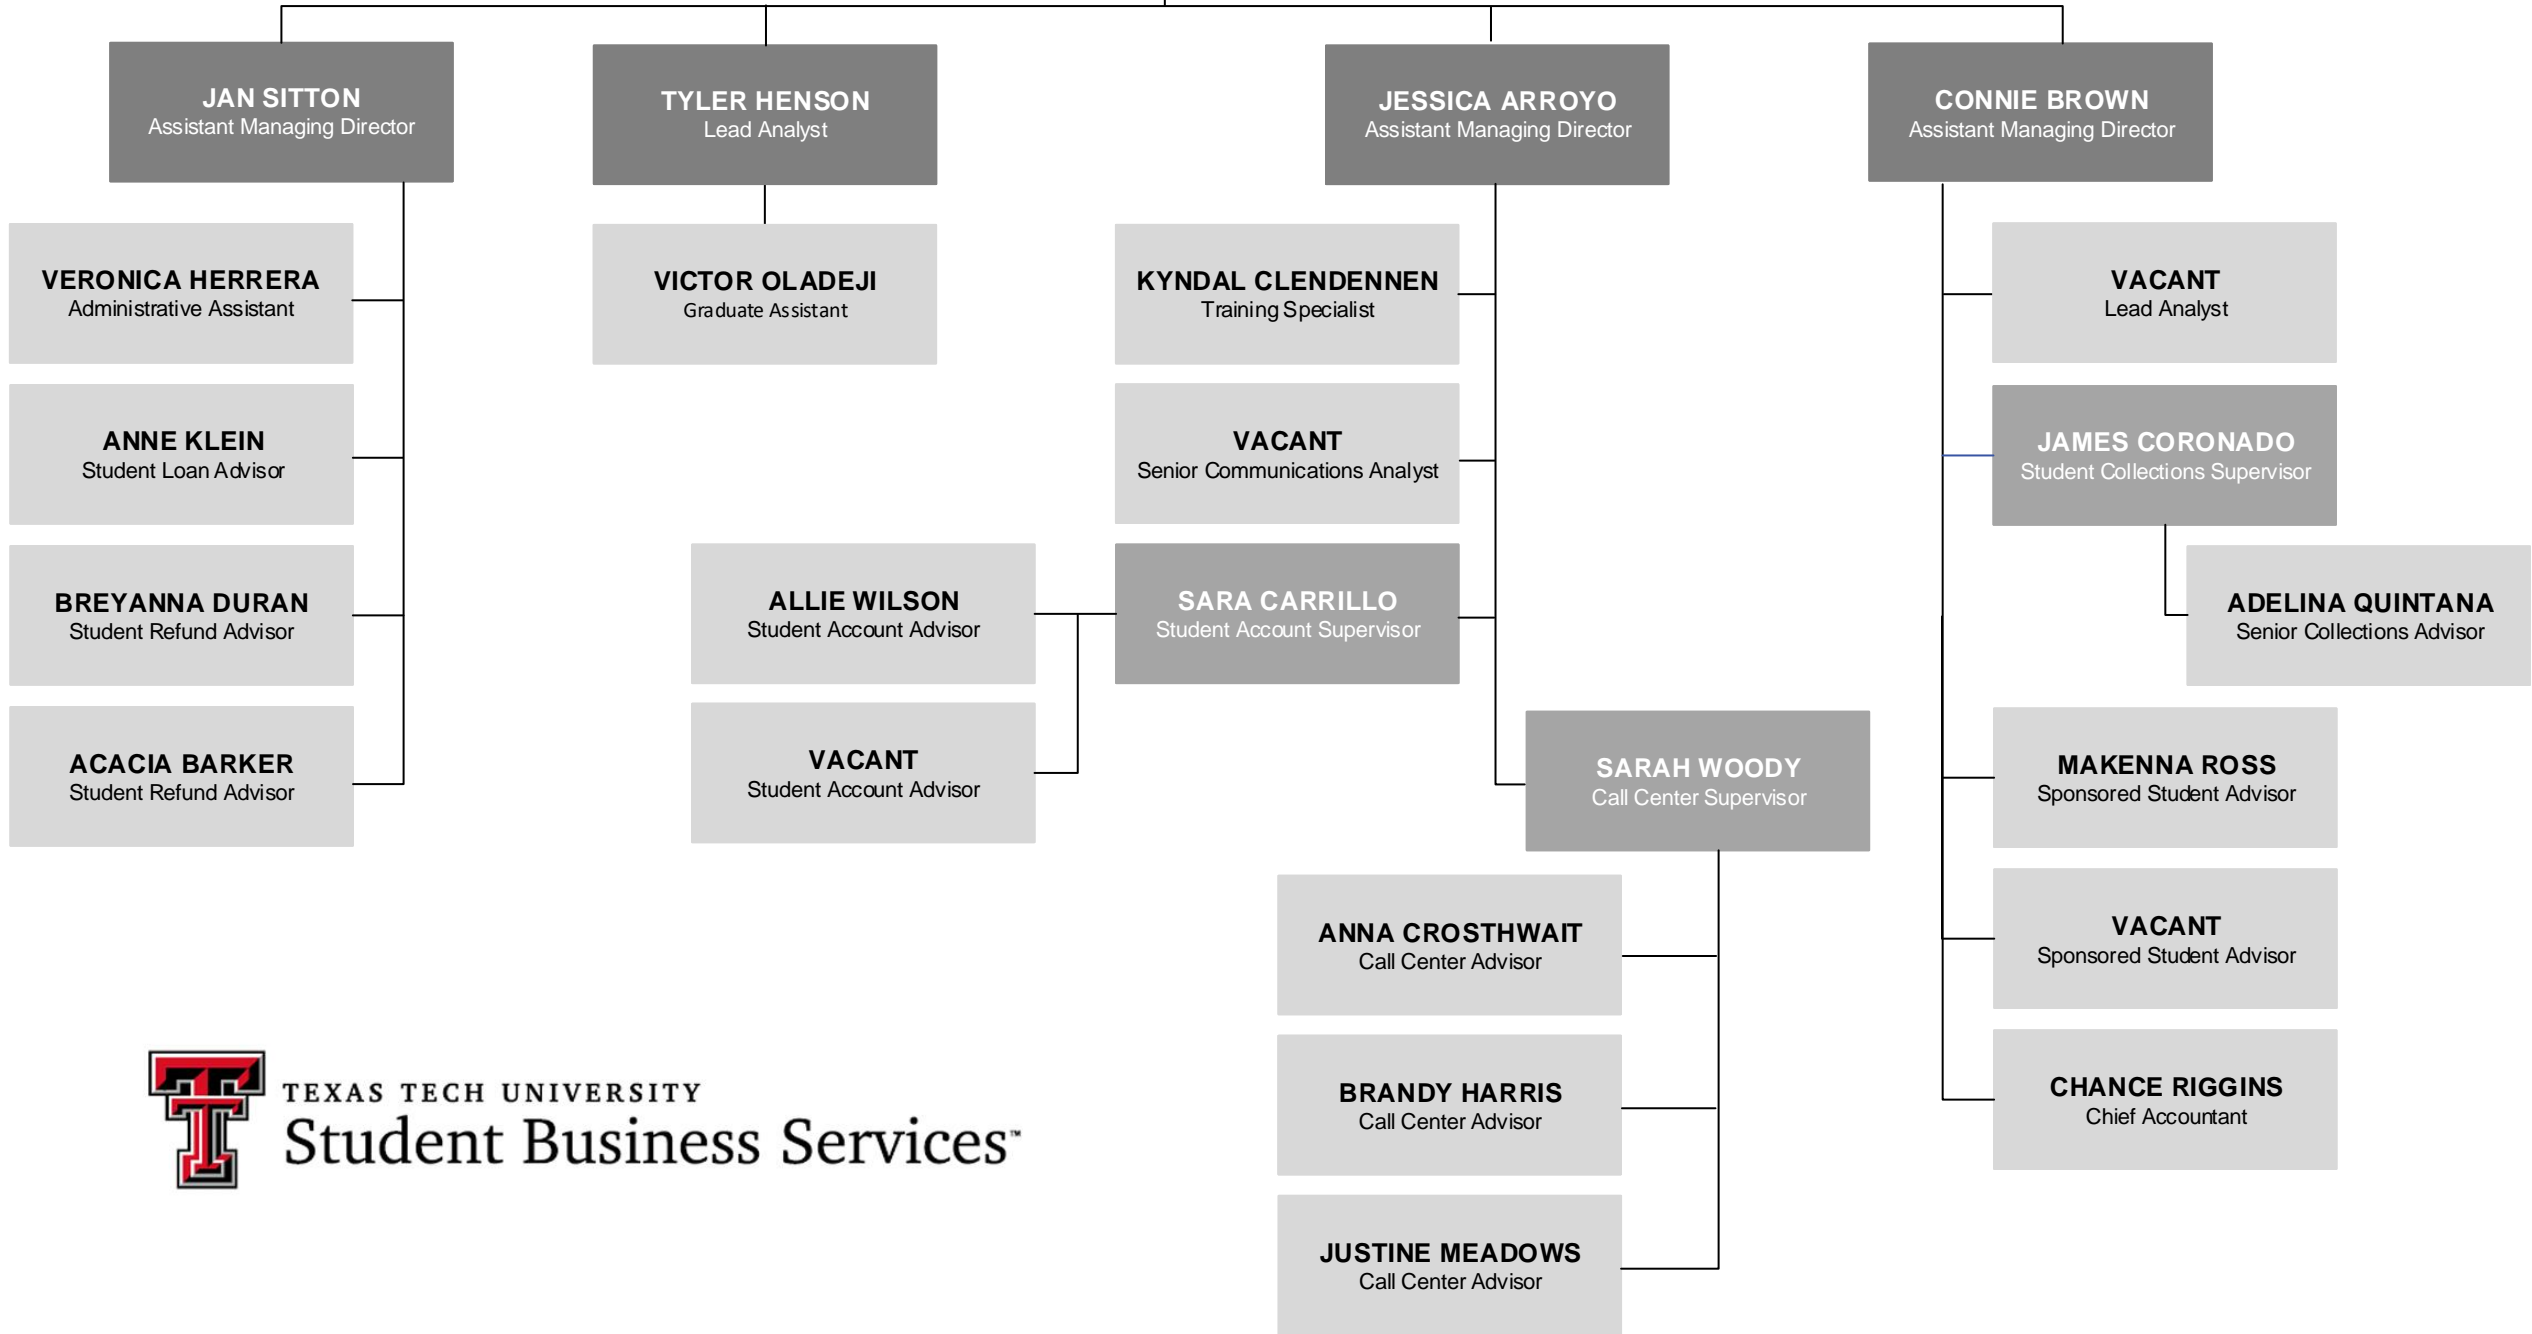 JAN SITTON
Assistant Managing Director
TYLER HENSON
Lead Analyst
JESSICA ARROYO
Assistant Managing Director
CONNIE BROWN
Assistant Managing Director
VERONICA HERRERA
Administrative Assistant
VICTOR OLADEJI
Graduate Assistant
KYNDAL CLENDENNEN
Training Specialist
VACANT
Lead Analyst
ANNE KLEIN
Student Loan Advisor
VACANT
Senior Communications Analyst
JAMES CORONADO
Student Collections Supervisor
BREYANNA DURAN
Student Refund Advisor
ALLIE WILSON
Student Account Advisor
SARA CARRILLO
Student Account Supervisor
ADELINA QUINTANA
Senior Collections Advisor
ACACIA BARKER
Student Refund Advisor
VACANT
Student Account Advisor
SARAH WOODY
Call Center Supervisor
MAKENNA ROSS
Sponsored Student Advisor
ANNA CROSTHWAIT
Call Center Advisor
VACANT
Sponsored Student Advisor
BRANDY HARRIS
Call Center Advisor
CHANCE RIGGINS
Chief Accountant
JUSTINE MEADOWS
Call Center Advisor
TEXAS TECH UNIVERSITY
Student Business Services™